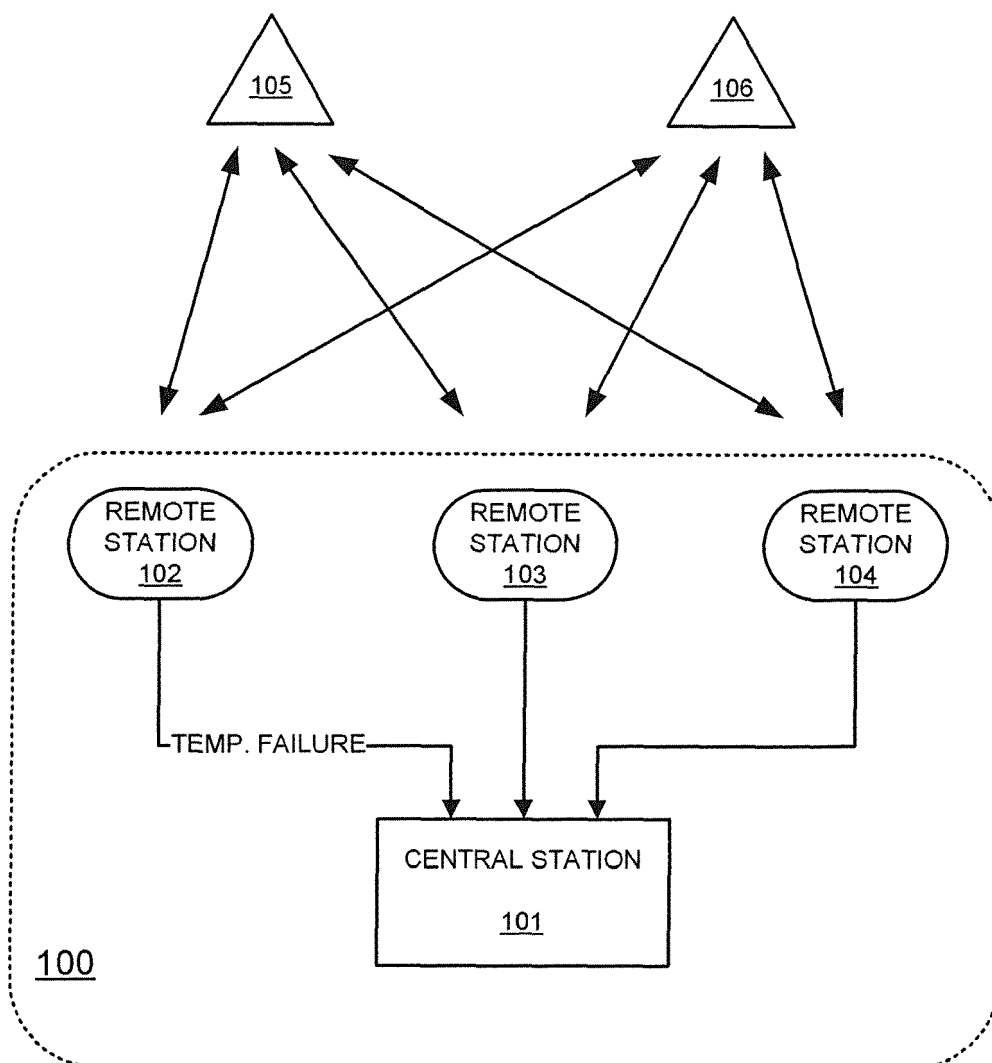 105
106
REMOTE
STATION
102
REMOTE
STATION
103
REMOTE
STATION
104
TEMP. FAILURE
CENTRAL STATION
101
100